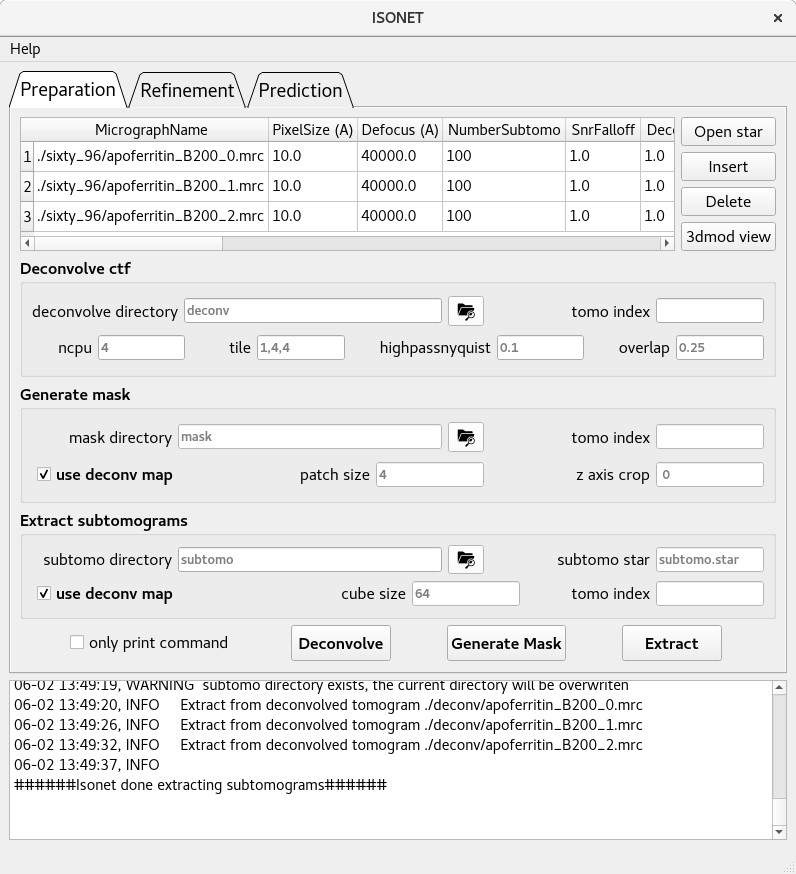 ISONET
×
Help
Preparation Refinement Prediction
MicrographName PixelSize (A) Defocus (A) NumberSubtomo SnrFalloff Deco
1 ./sixty_96/apoferritin_B200_0.mrc 10.0 40000.0 100 1.0 1.0
2 ./sixty_96/apoferritin_B200_1.mrc 10.0 40000.0 100 1.0 1.0
3 ./sixty_96/apoferritin_B200_2.mrc 10.0 40000.0 100 1.0 1.0
Open star
Insert
Delete
3dmod view
Deconvolve ctf
deconvolve directory deconv tomo index
ncpu 4 tile 1,4,4 highpassnyquist 0.1 overlap 0.25
Generate mask
mask directory mask tomo index
use deconv map patch size 4 z axis crop 0
Extract subtomograms
subtomo directory subtomo subtomo star subtomo.star
use deconv map cube size 64 tomo index
only print command Deconvolve Generate Mask Extract
06-02 13:49:19, WARNING subtomo directory exists, the current directory will be overwriten
06-02 13:49:20, INFO Extract from deconvolved tomogram ./deconv/apoferritin_B200_0.mrc
06-02 13:49:26, INFO Extract from deconvolved tomogram ./deconv/apoferritin_B200_1.mrc
06-02 13:49:32, INFO Extract from deconvolved tomogram ./deconv/apoferritin_B200_2.mrc
06-02 13:49:37, INFO
######Isonet done extracting subtomograms######